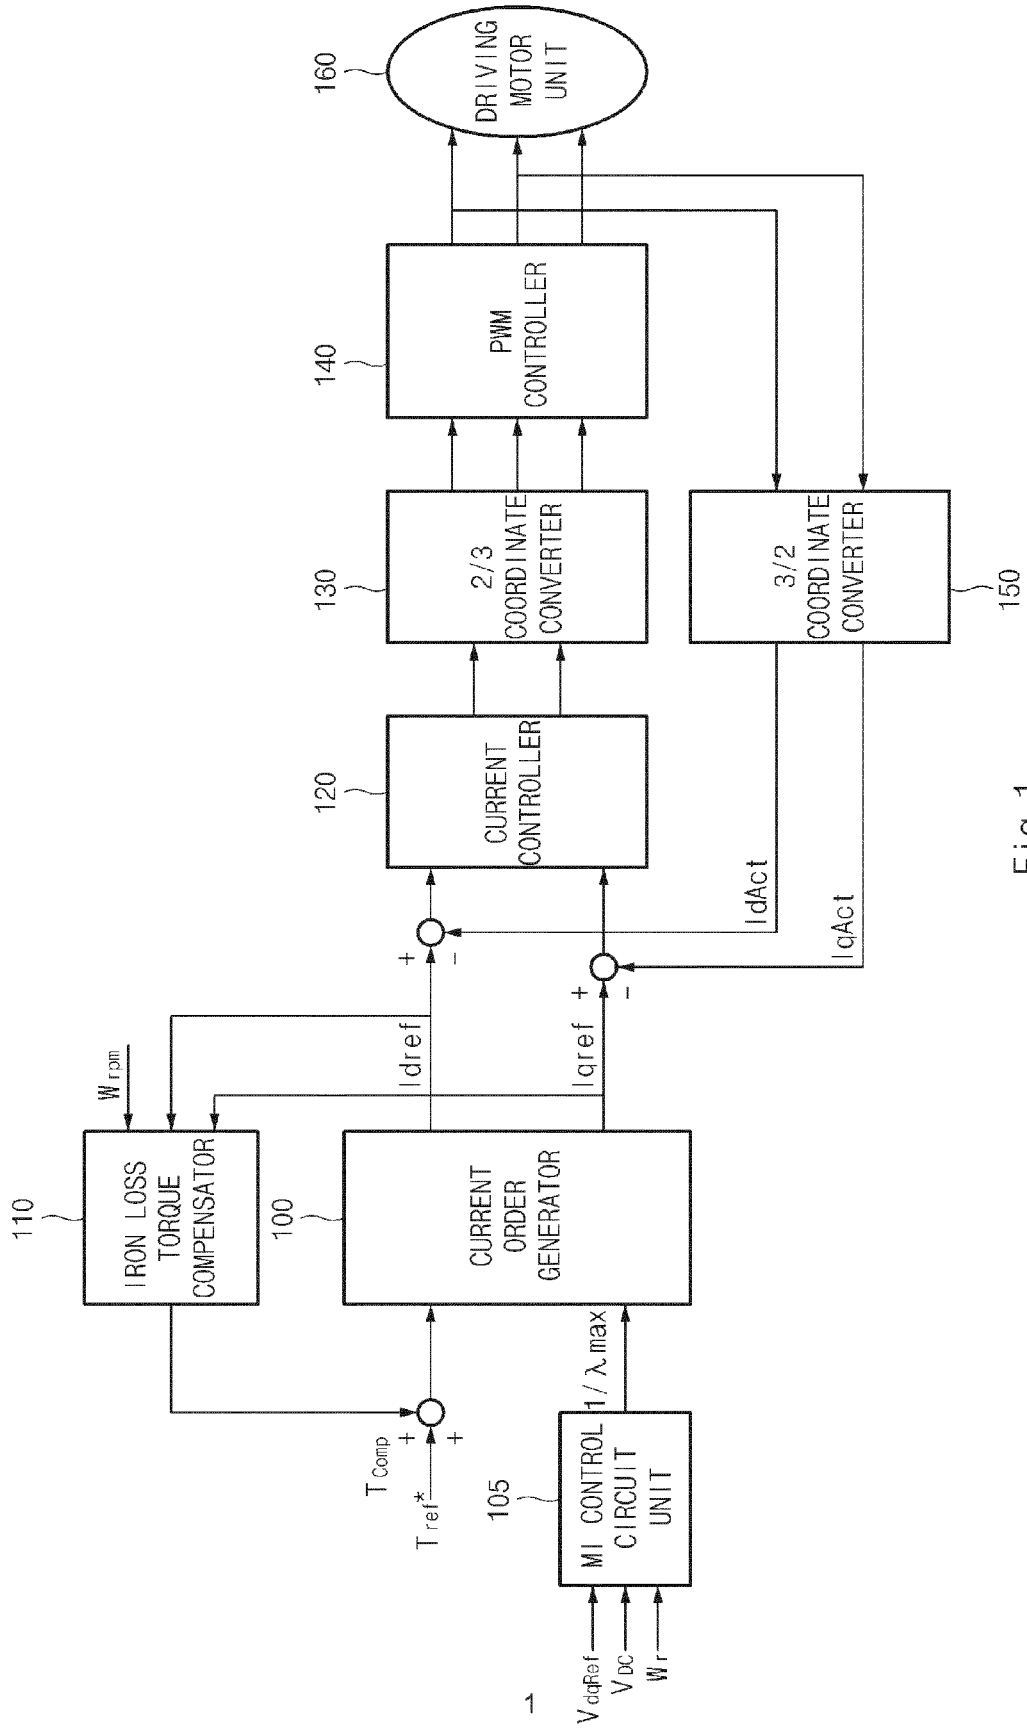 1
110
IRON LOSS
TORQUE
COMPENSATOR
Wrpm
TComp
Tref*
+
+
100
CURRENT
ORDER
GENERATOR
105
MI CONTROL
CIRCUIT
UNIT
VdqRef
VDC
Wr
1/λmax
Idref
Iqref
+
-
+
-
IdAct
IqAct
120
CURRENT
CONTROLLER
130
2/3
COORDINATE
CONVERTER
140
PWM
CONTROLLER
160
DRIVING
MOTOR
UNIT
3/2
COORDINATE
CONVERTER
150
Fig 1